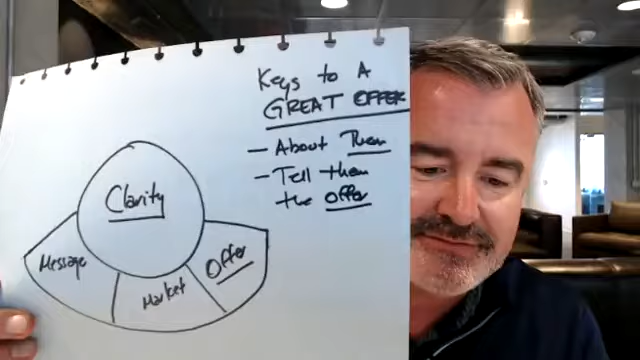 Keys to A
GREAT OFFER
- About Them
- Tell them
the offer
Clarity
Message
Market
Offer